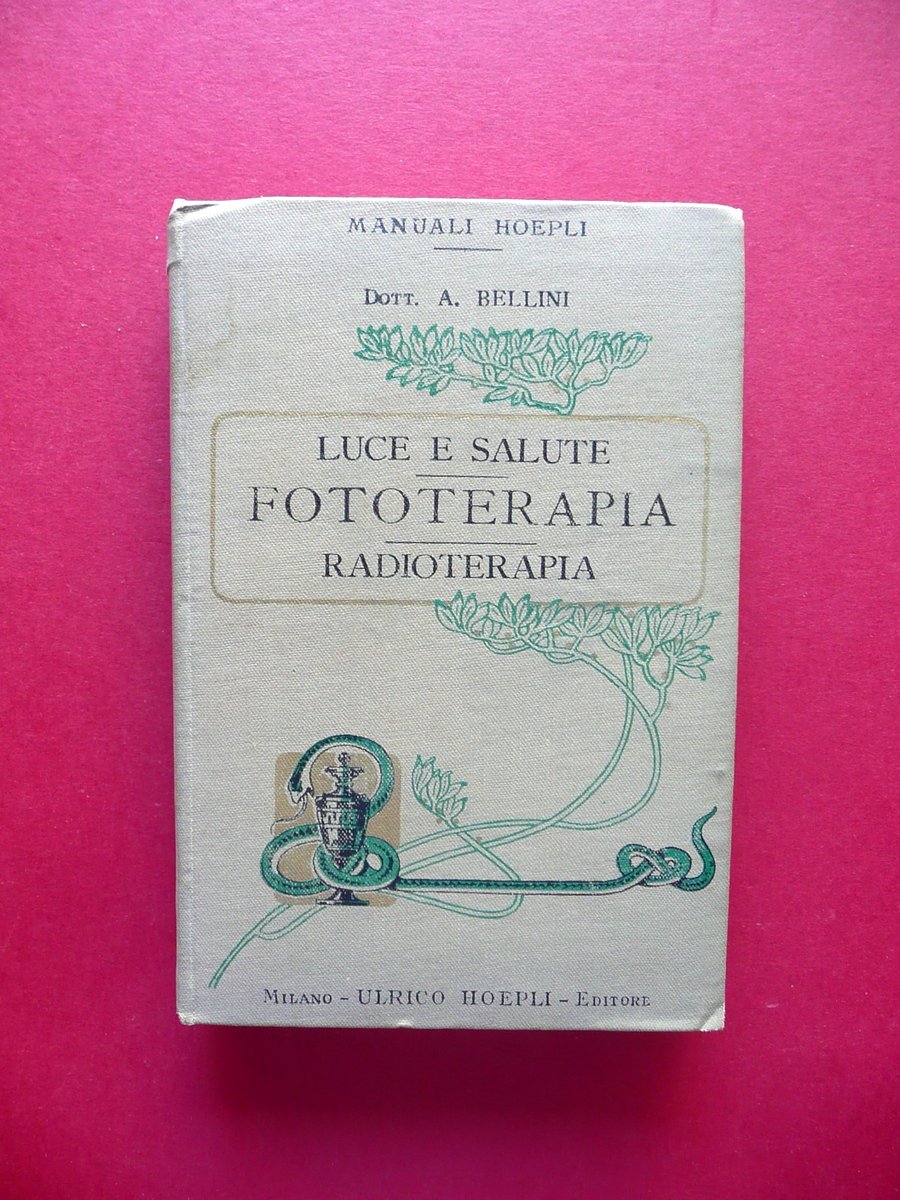 MANUALI HOEPLI
DOTT. A. BELLINI
LUCE E SALUTE
FOTOTERAPIA
RADIOTERAPIA
MILANO - ULRICO HOEPLI - EDITORE